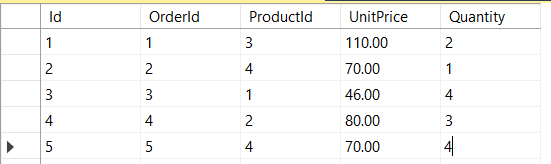 Id OrderId ProductId UnitPrice Quantity
1 1 3 110.00 2
2 2 4 70.00 1
3 3 1 46.00 4
4 4 2 80.00 3
5 5 4 70.00 4